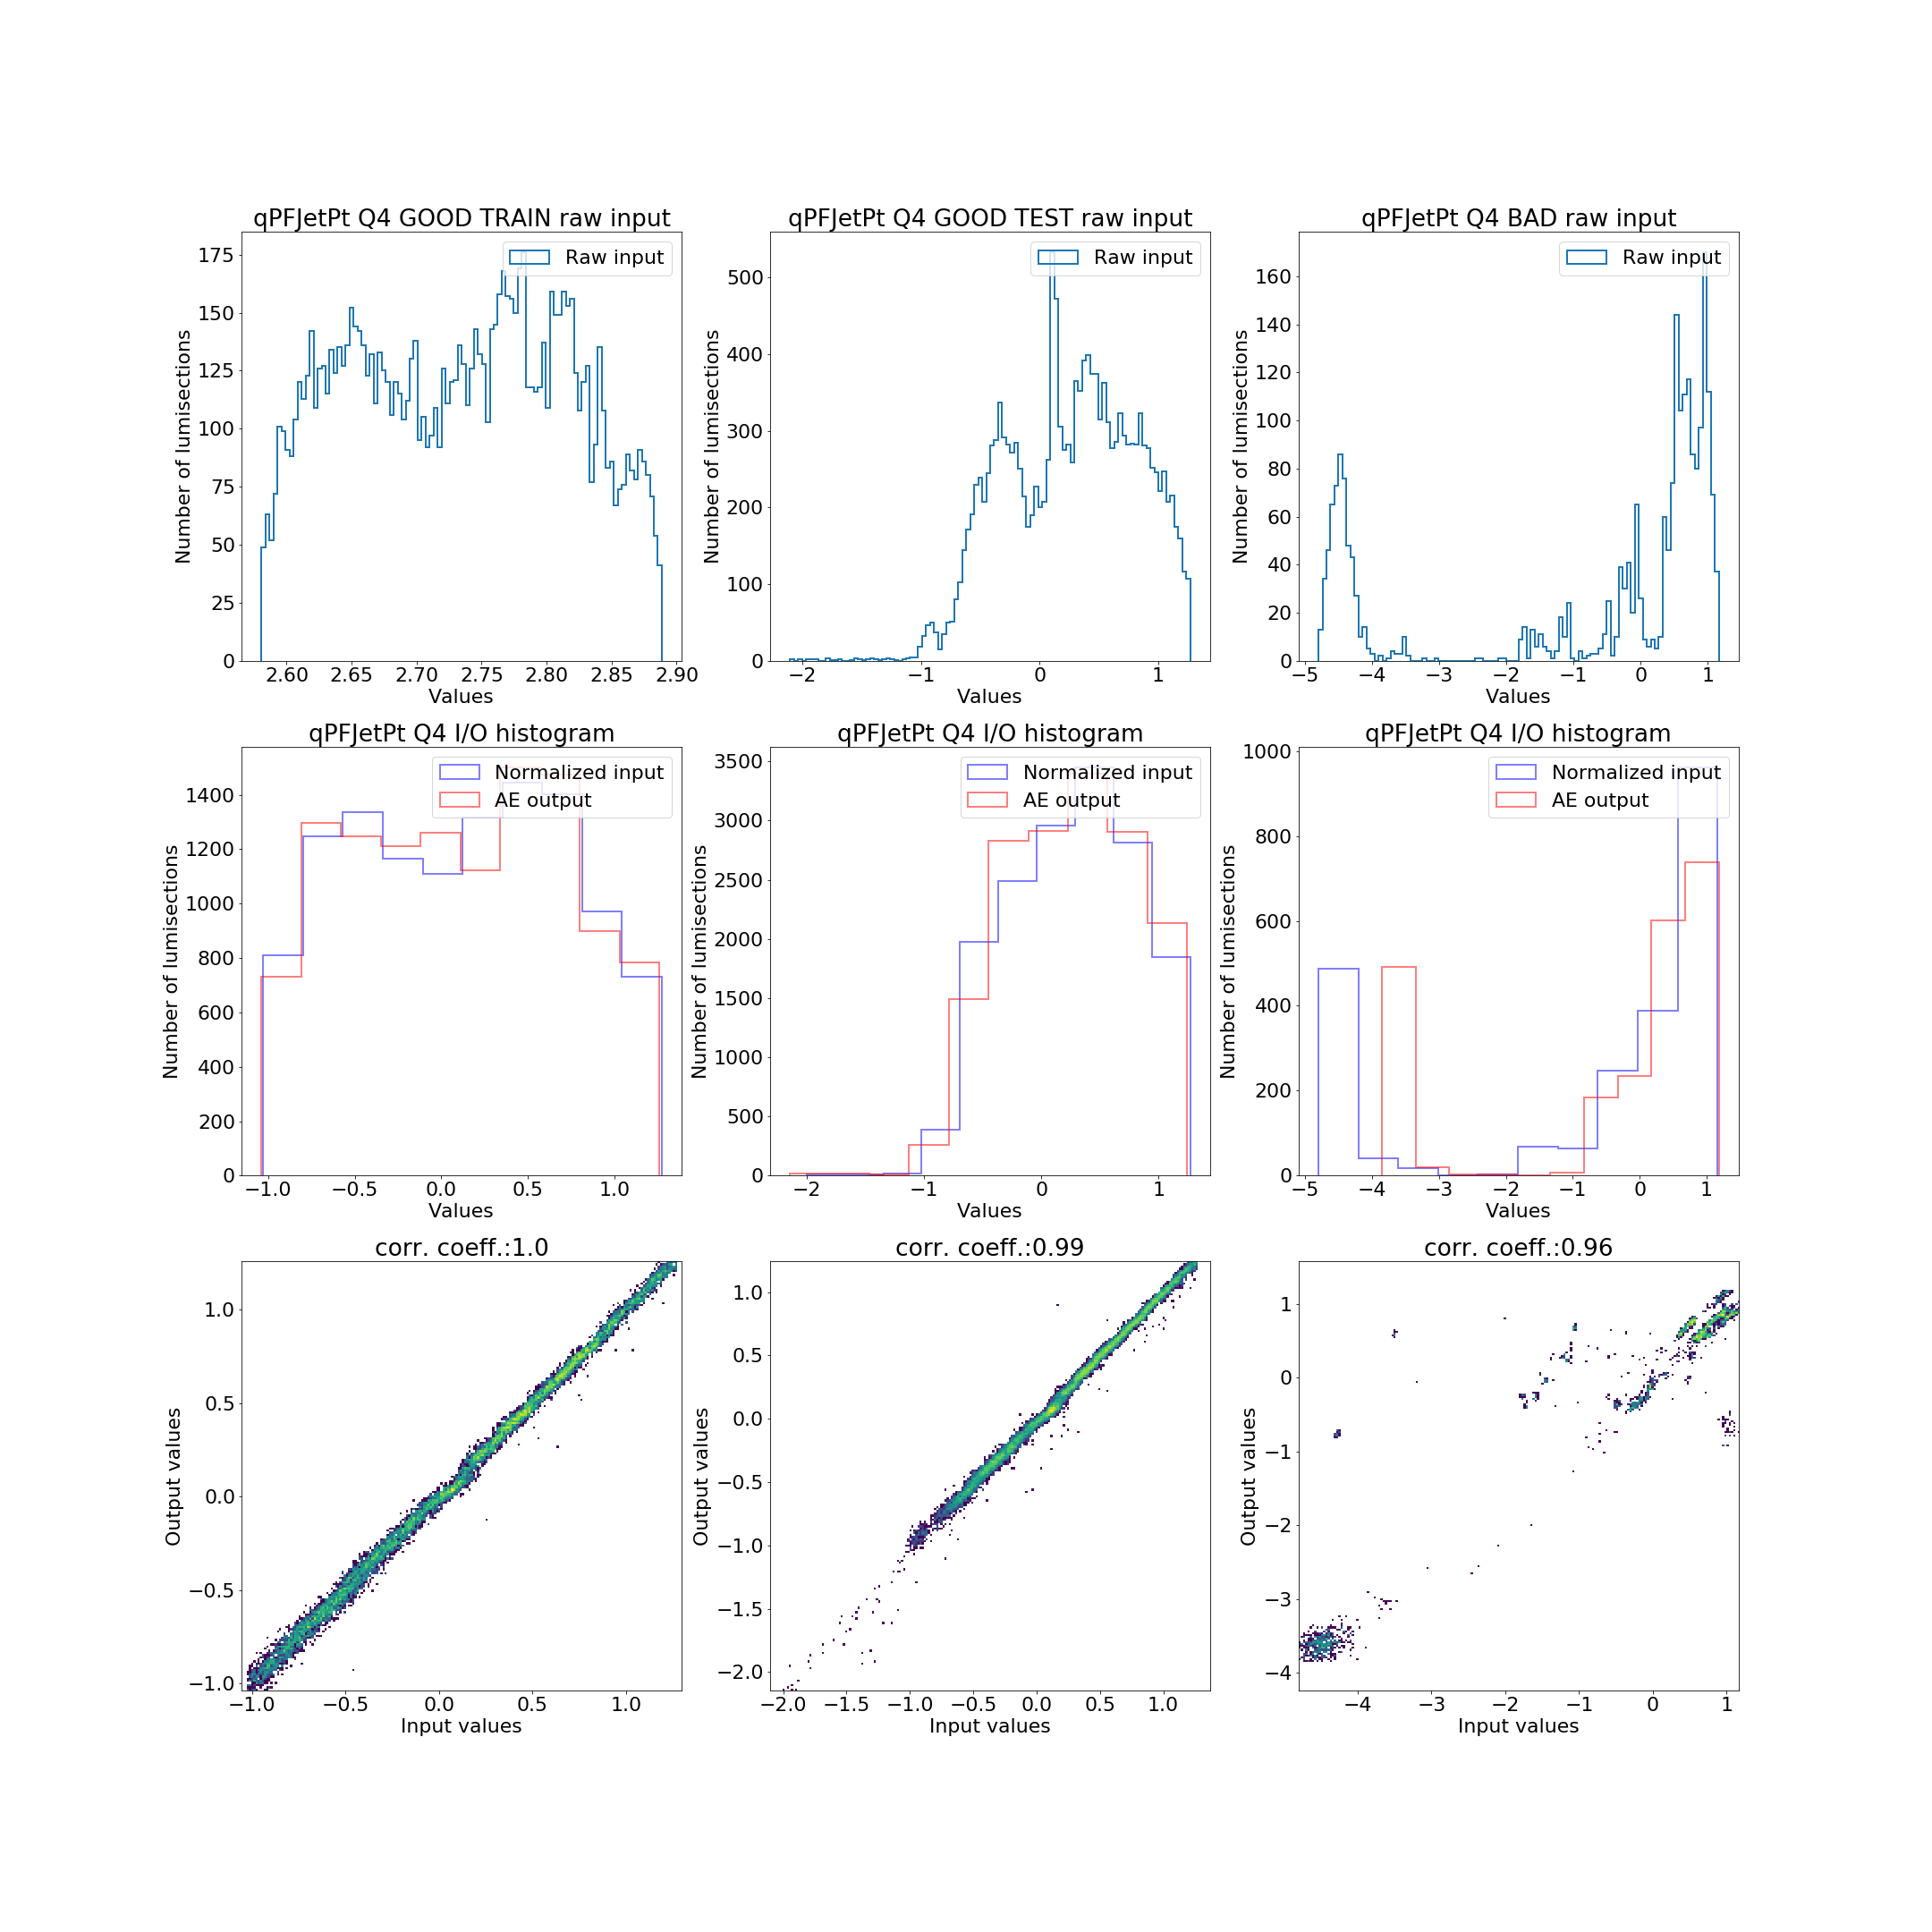 qPFJetPt Q4 GOOD TRAIN raw input
Raw input
Number of lumisections
175
150
125
100
75
50
25
0
2.60 2.65 2.70 2.75 2.80 2.85 2.90
Values
qPFJetPt Q4 GOOD TEST raw input
Raw input
Number of lumisections
500
400
300
200
100
0
−2 −1 0 1
Values
qPFJetPt Q4 BAD raw input
Raw input
Number of lumisections
160
140
120
100
80
60
40
20
0
−5 −4 −3 −2 −1 0 1
Values
qPFJetPt Q4 I/O histogram
Normalized input
AE output
Number of lumisections
1400
1200
1000
800
600
400
200
0
−1.0 −0.5 0.0 0.5 1.0
Values
qPFJetPt Q4 I/O histogram
Normalized input
AE output
Number of lumisections
3500
3000
2500
2000
1500
1000
500
0
−2 −1 0 1
Values
qPFJetPt Q4 I/O histogram
Normalized input
AE output
Number of lumisections
1000
800
600
400
200
0
−5 −4 −3 −2 −1 0 1
Values
corr. coeff.:1.0
Output values
1.0
0.5
0.0
−0.5
−1.0
−1.0 −0.5 0.0 0.5 1.0
Input values
corr. coeff.:0.99
Output values
1.0
0.5
0.0
−0.5
−1.0
−1.5
−2.0
−2.0 −1.5 −1.0 −0.5 0.0 0.5 1.0
Input values
corr. coeff.:0.96
Output values
1
0
−1
−2
−3
−4
−4 −3 −2 −1 0 1
Input values